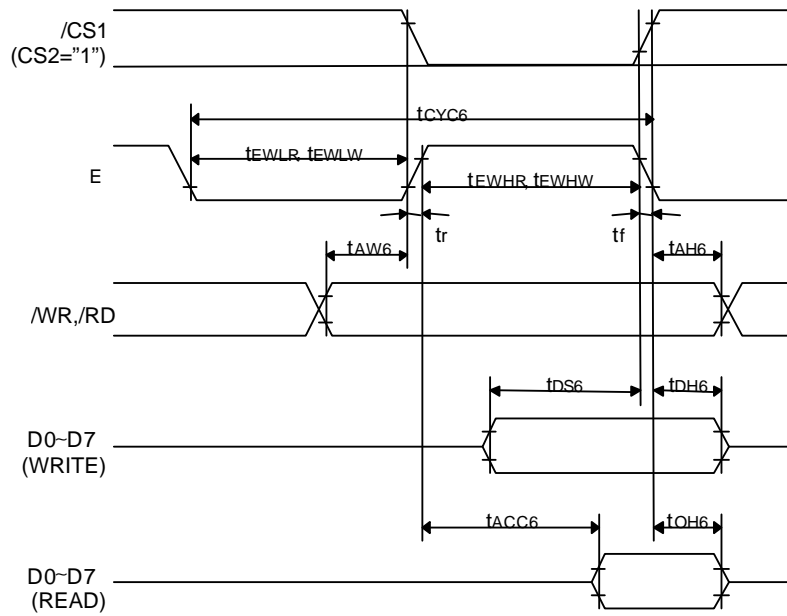 /CS1
(CS2="1")
tCYC6
tEWLR, tEWLW
E
tEWHR, tEWHW
tr
tf
tAW6
tAH6
/WR,/RD
tDS6
tDH6
D0~D7
(WRITE)
tACC6
tOH6
D0~D7
(READ)